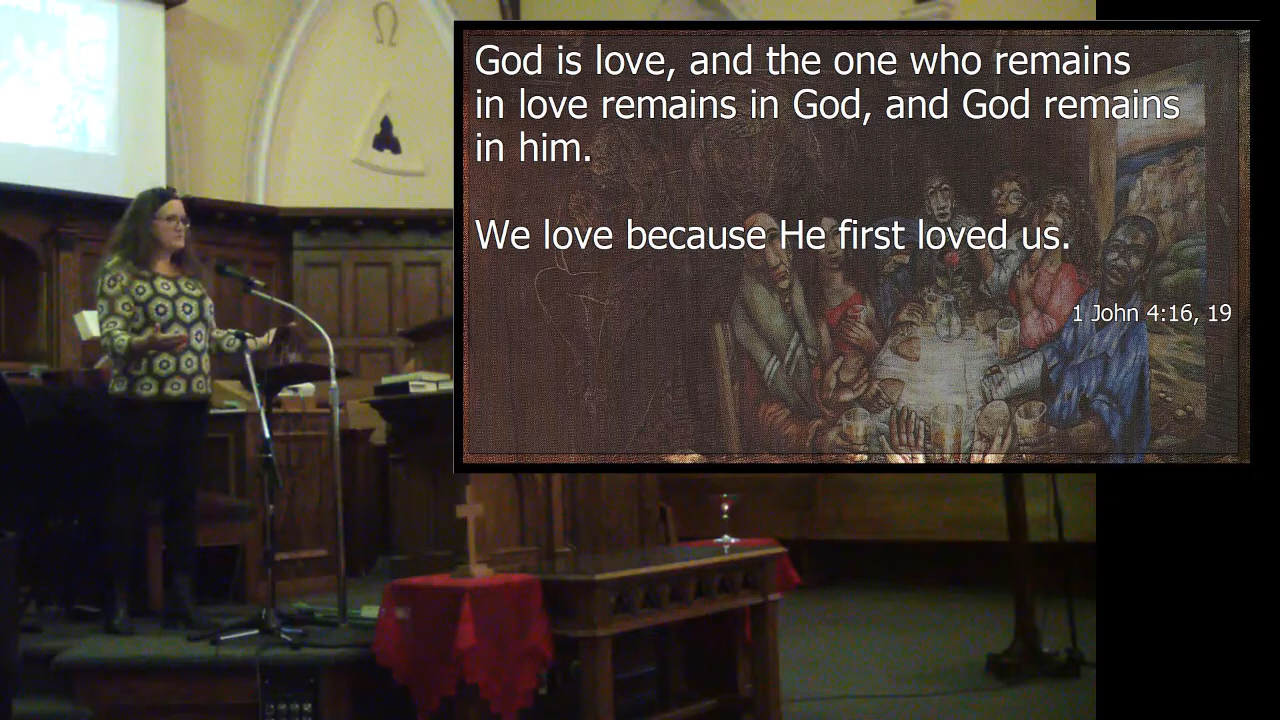 God is love, and the one who remains
in love remains in God, and God remains
in him.
We love because He first loved us.
1 John 4:16, 19
Ω